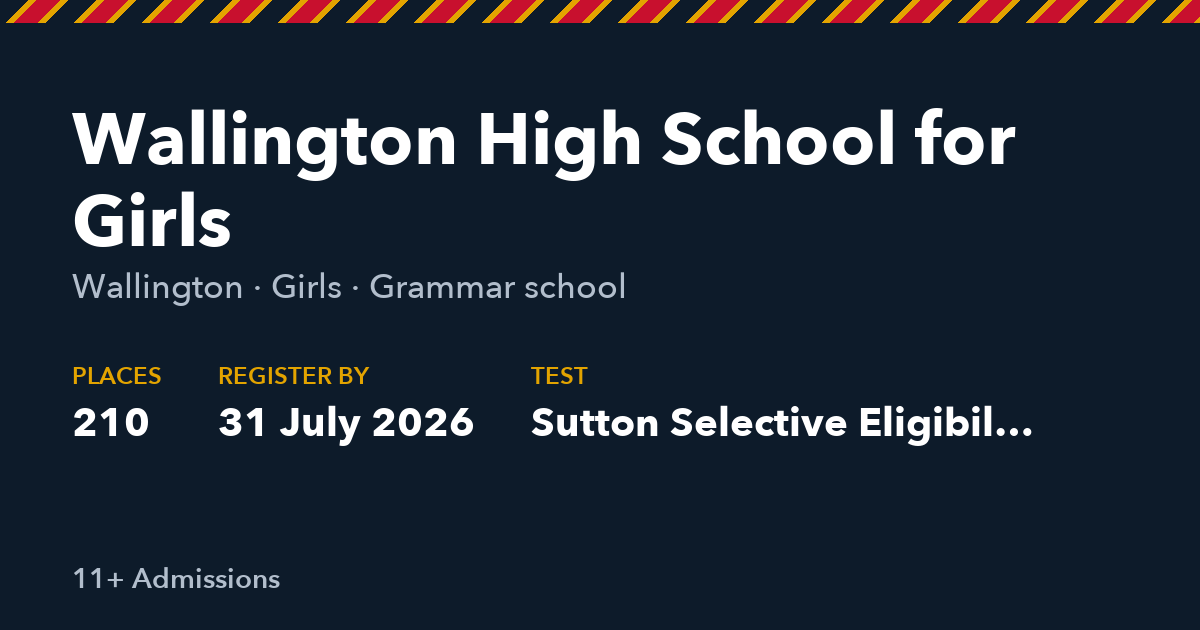 Wallington High School for
Girls
Wallington · Girls · Grammar school
PLACES REGISTER BY TEST
210 31 July 2026 Sutton Selective Eligibil...
11+ Admissions